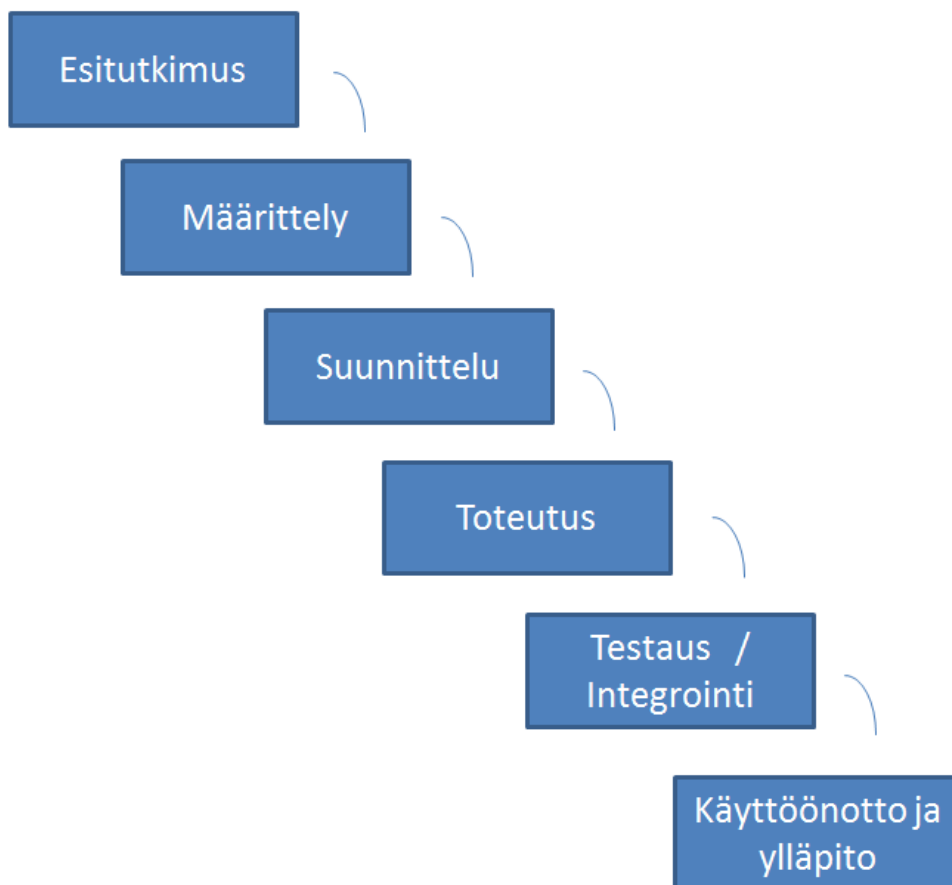 Esitutkimus
Määrittely
Suunnittelu
Toteutus
Testaus /
Integrointi
Käyttöönotto ja
ylläpito